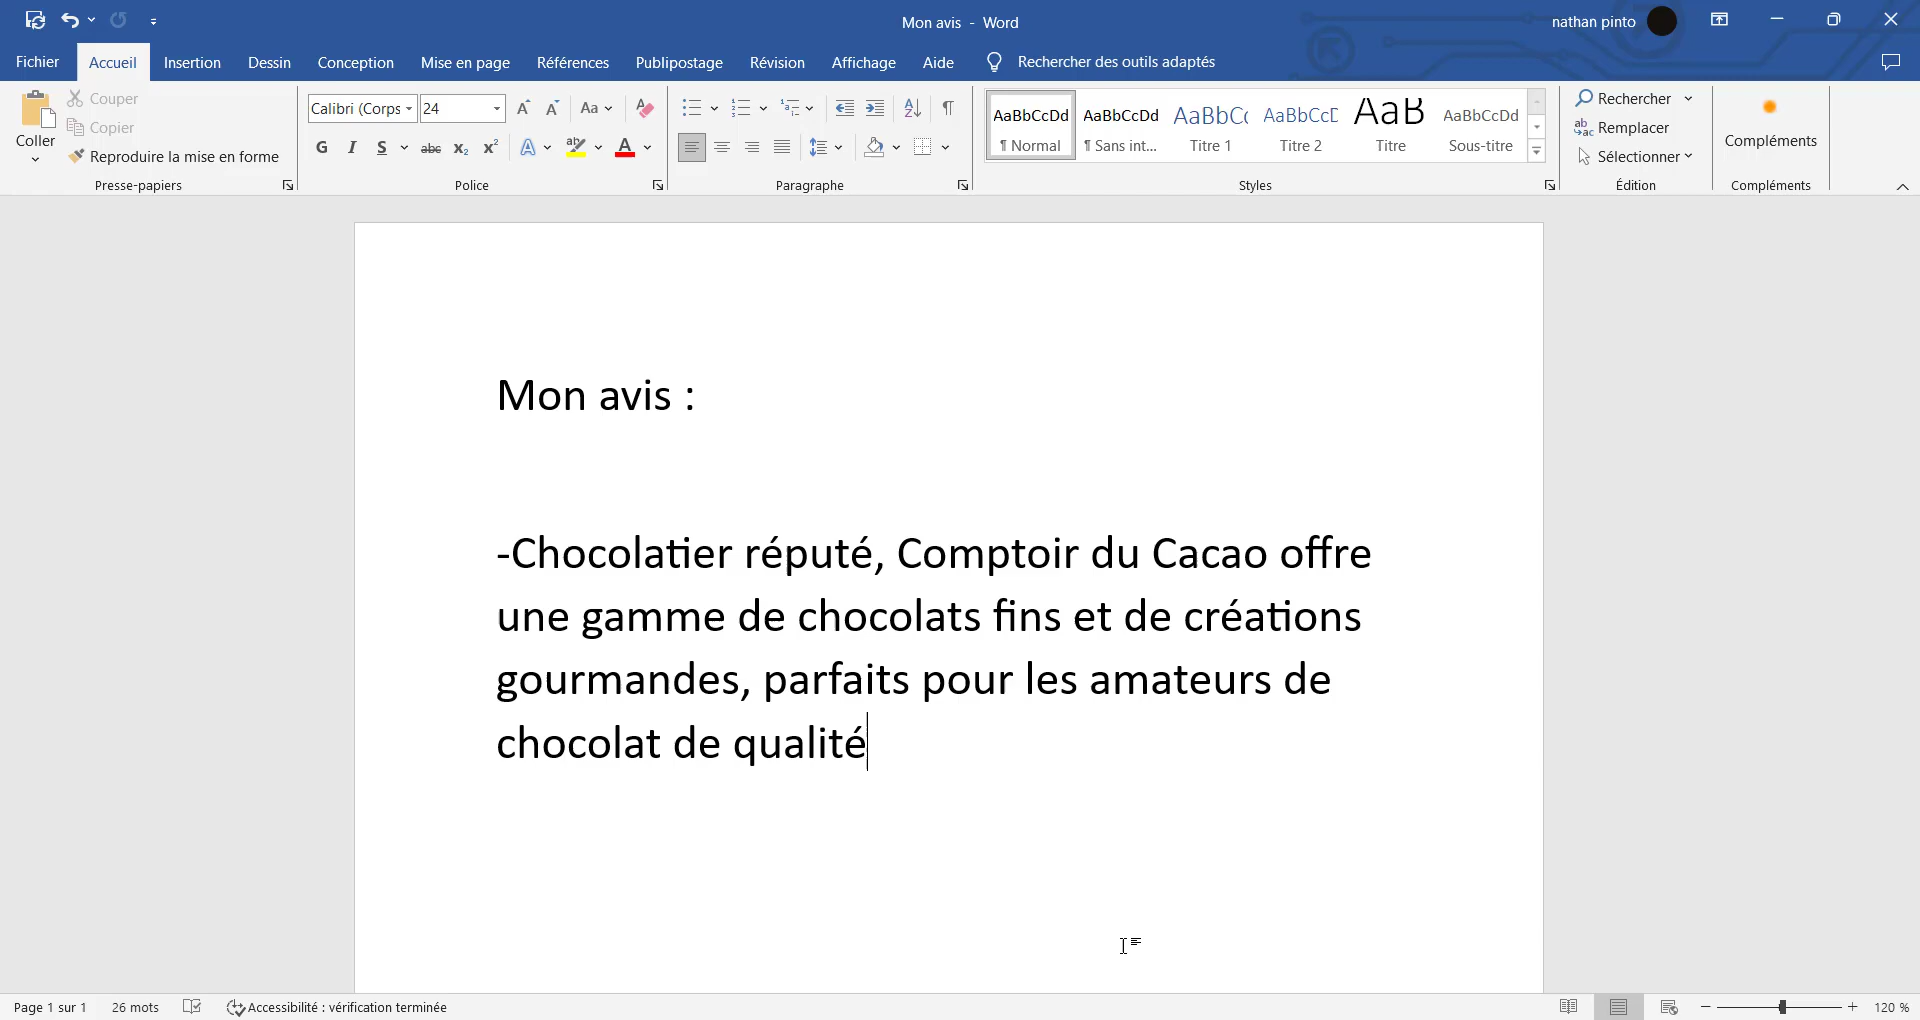 Mon avis - Word
nathan pinto
Fichier Accueil Insertion Dessin Conception Mise en page Références Publipostage Révision Affichage Aide Rechercher des outils adaptés
Coller
Couper
Copier
Reproduire la mise en forme
Presse-papiers
Calibri (Corps 24
Aa
G I S abc x₂ x² A ab A
Police
Paragraphe
AaBbCcDd AaBbCcDd AaBbC AaBbCcD AaB AaBbCcDd
¶ Normal ¶ Sans int... Titre 1 Titre 2 Titre Sous-titre
Styles
Rechercher
Remplacer
Sélectionner
Édition
Compléments
Compléments
Mon avis :
-Chocolatier réputé, Comptoir du Cacao offre
une gamme de chocolats fins et de créations
gourmandes, parfaits pour les amateurs de
chocolat de qualité
Page 1 sur 1 26 mots Accessibilité : vérification terminée 120 %